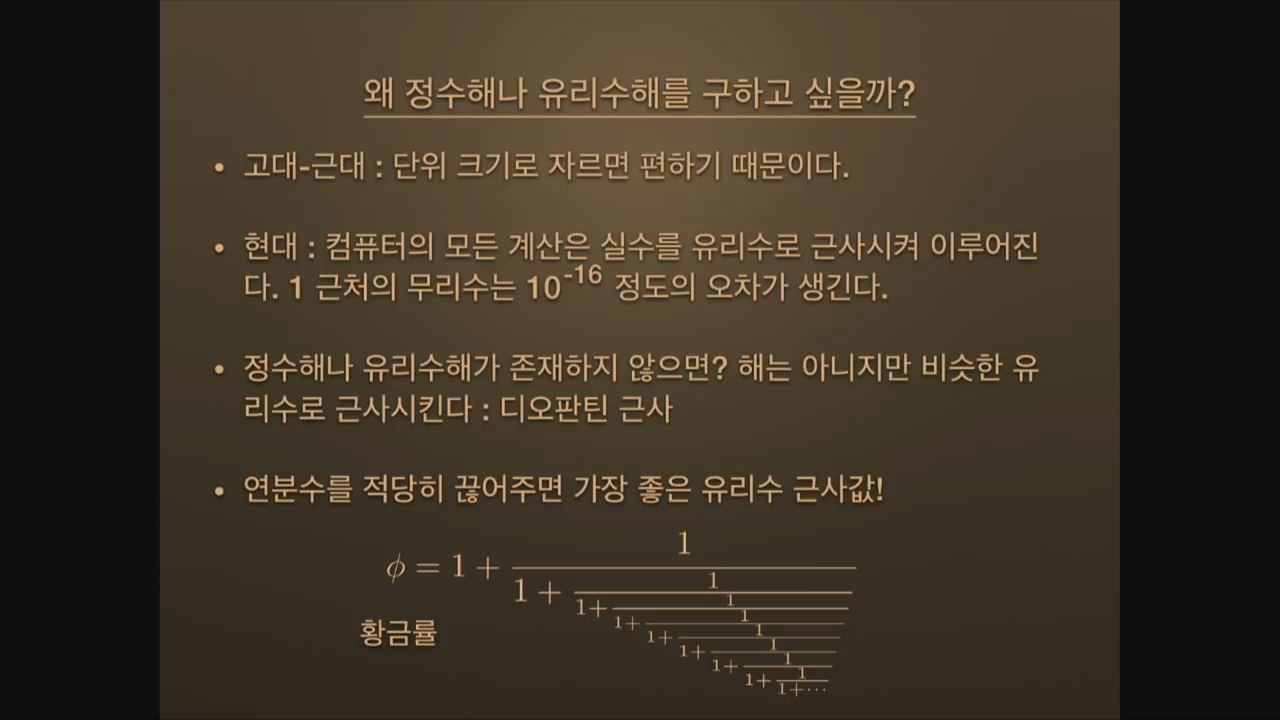 왜 정수해나 유리수해를 구하고 싶을까?
• 고대-근대 : 단위 크기로 자르면 편하기 때문이다.
• 현대 : 컴퓨터의 모든 계산은 실수를 유리수로 근사시켜 이루어진
다. 1 근처의 무리수는 10^-16 정도의 오차가 생긴다.
• 정수해나 유리수해가 존재하지 않으면? 해는 아니지만 비슷한 유
리수로 근사시킨다 : 디오판틴 근사
• 연분수를 적당히 끊어주면 가장 좋은 유리수 근사값!
1
ϕ = 1 +
1 +
1
1+
1
1+
1
1+
1
1+
1
1+
1
1+
1
1+⋯
황금률